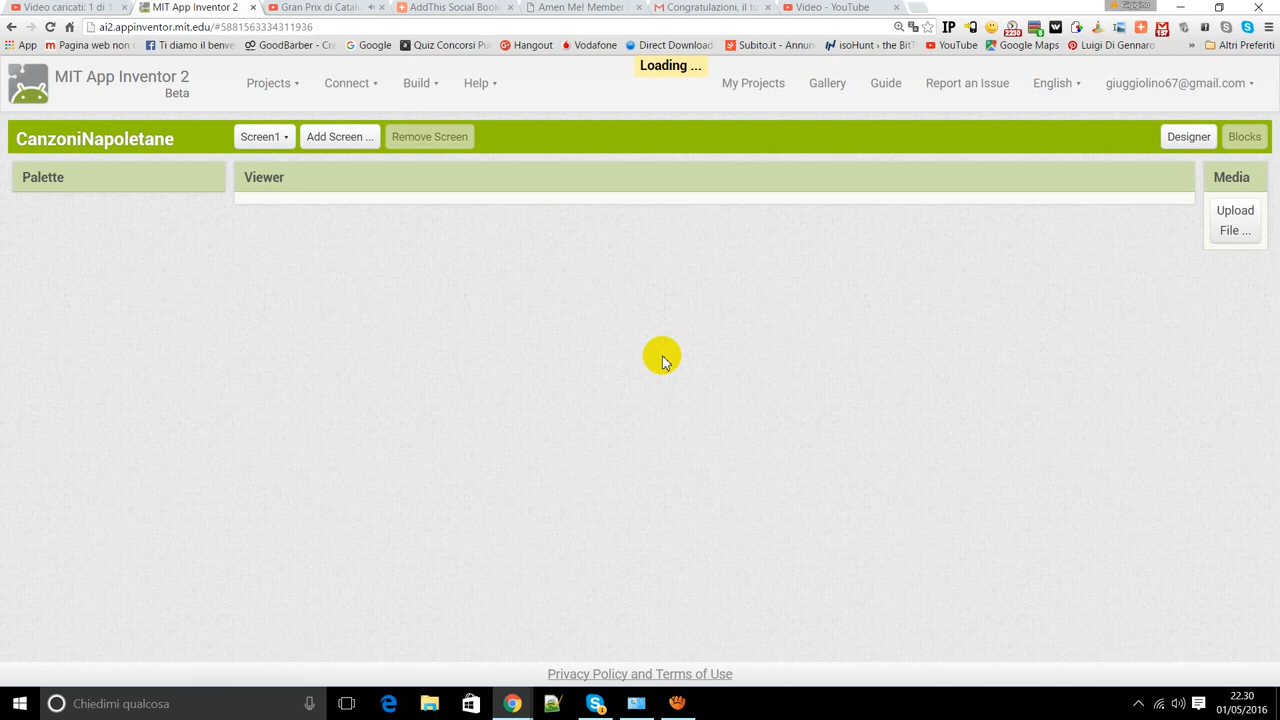 Video caricati: 1 di 1
MIT App Inventor 2
Gran Prix di Catal
AddThis Social Book
Amen Me! Member
Congratulazioni, il tu
Video - YouTube
Gigigino
ai2.appinventor.mit.edu/#5881563334311936
IP
2230
157
App
Pagina web non
Ti diamo il benve
GoodBarber - Cre
Google
Quiz Concorsi Pu
Hangout
Vodafone
Direct Download
Subito.it - Annun
isoHunt › the BitT
YouTube
Google Maps
Luigi Di Gennaro
»
Altri Preferiti
Loading ...
MIT App Inventor 2
Beta
Projects
Connect
Build
Help
My Projects
Gallery
Guide
Report an Issue
English
giuggiolino67@gmail.com
CanzoniNapoletane
Screen1
Add Screen ...
Remove Screen
Designer
Blocks
Palette
Viewer
Media
Upload
File ...
Privacy Policy and Terms of Use
Chiedimi qualcosa
22.30
01/05/2016